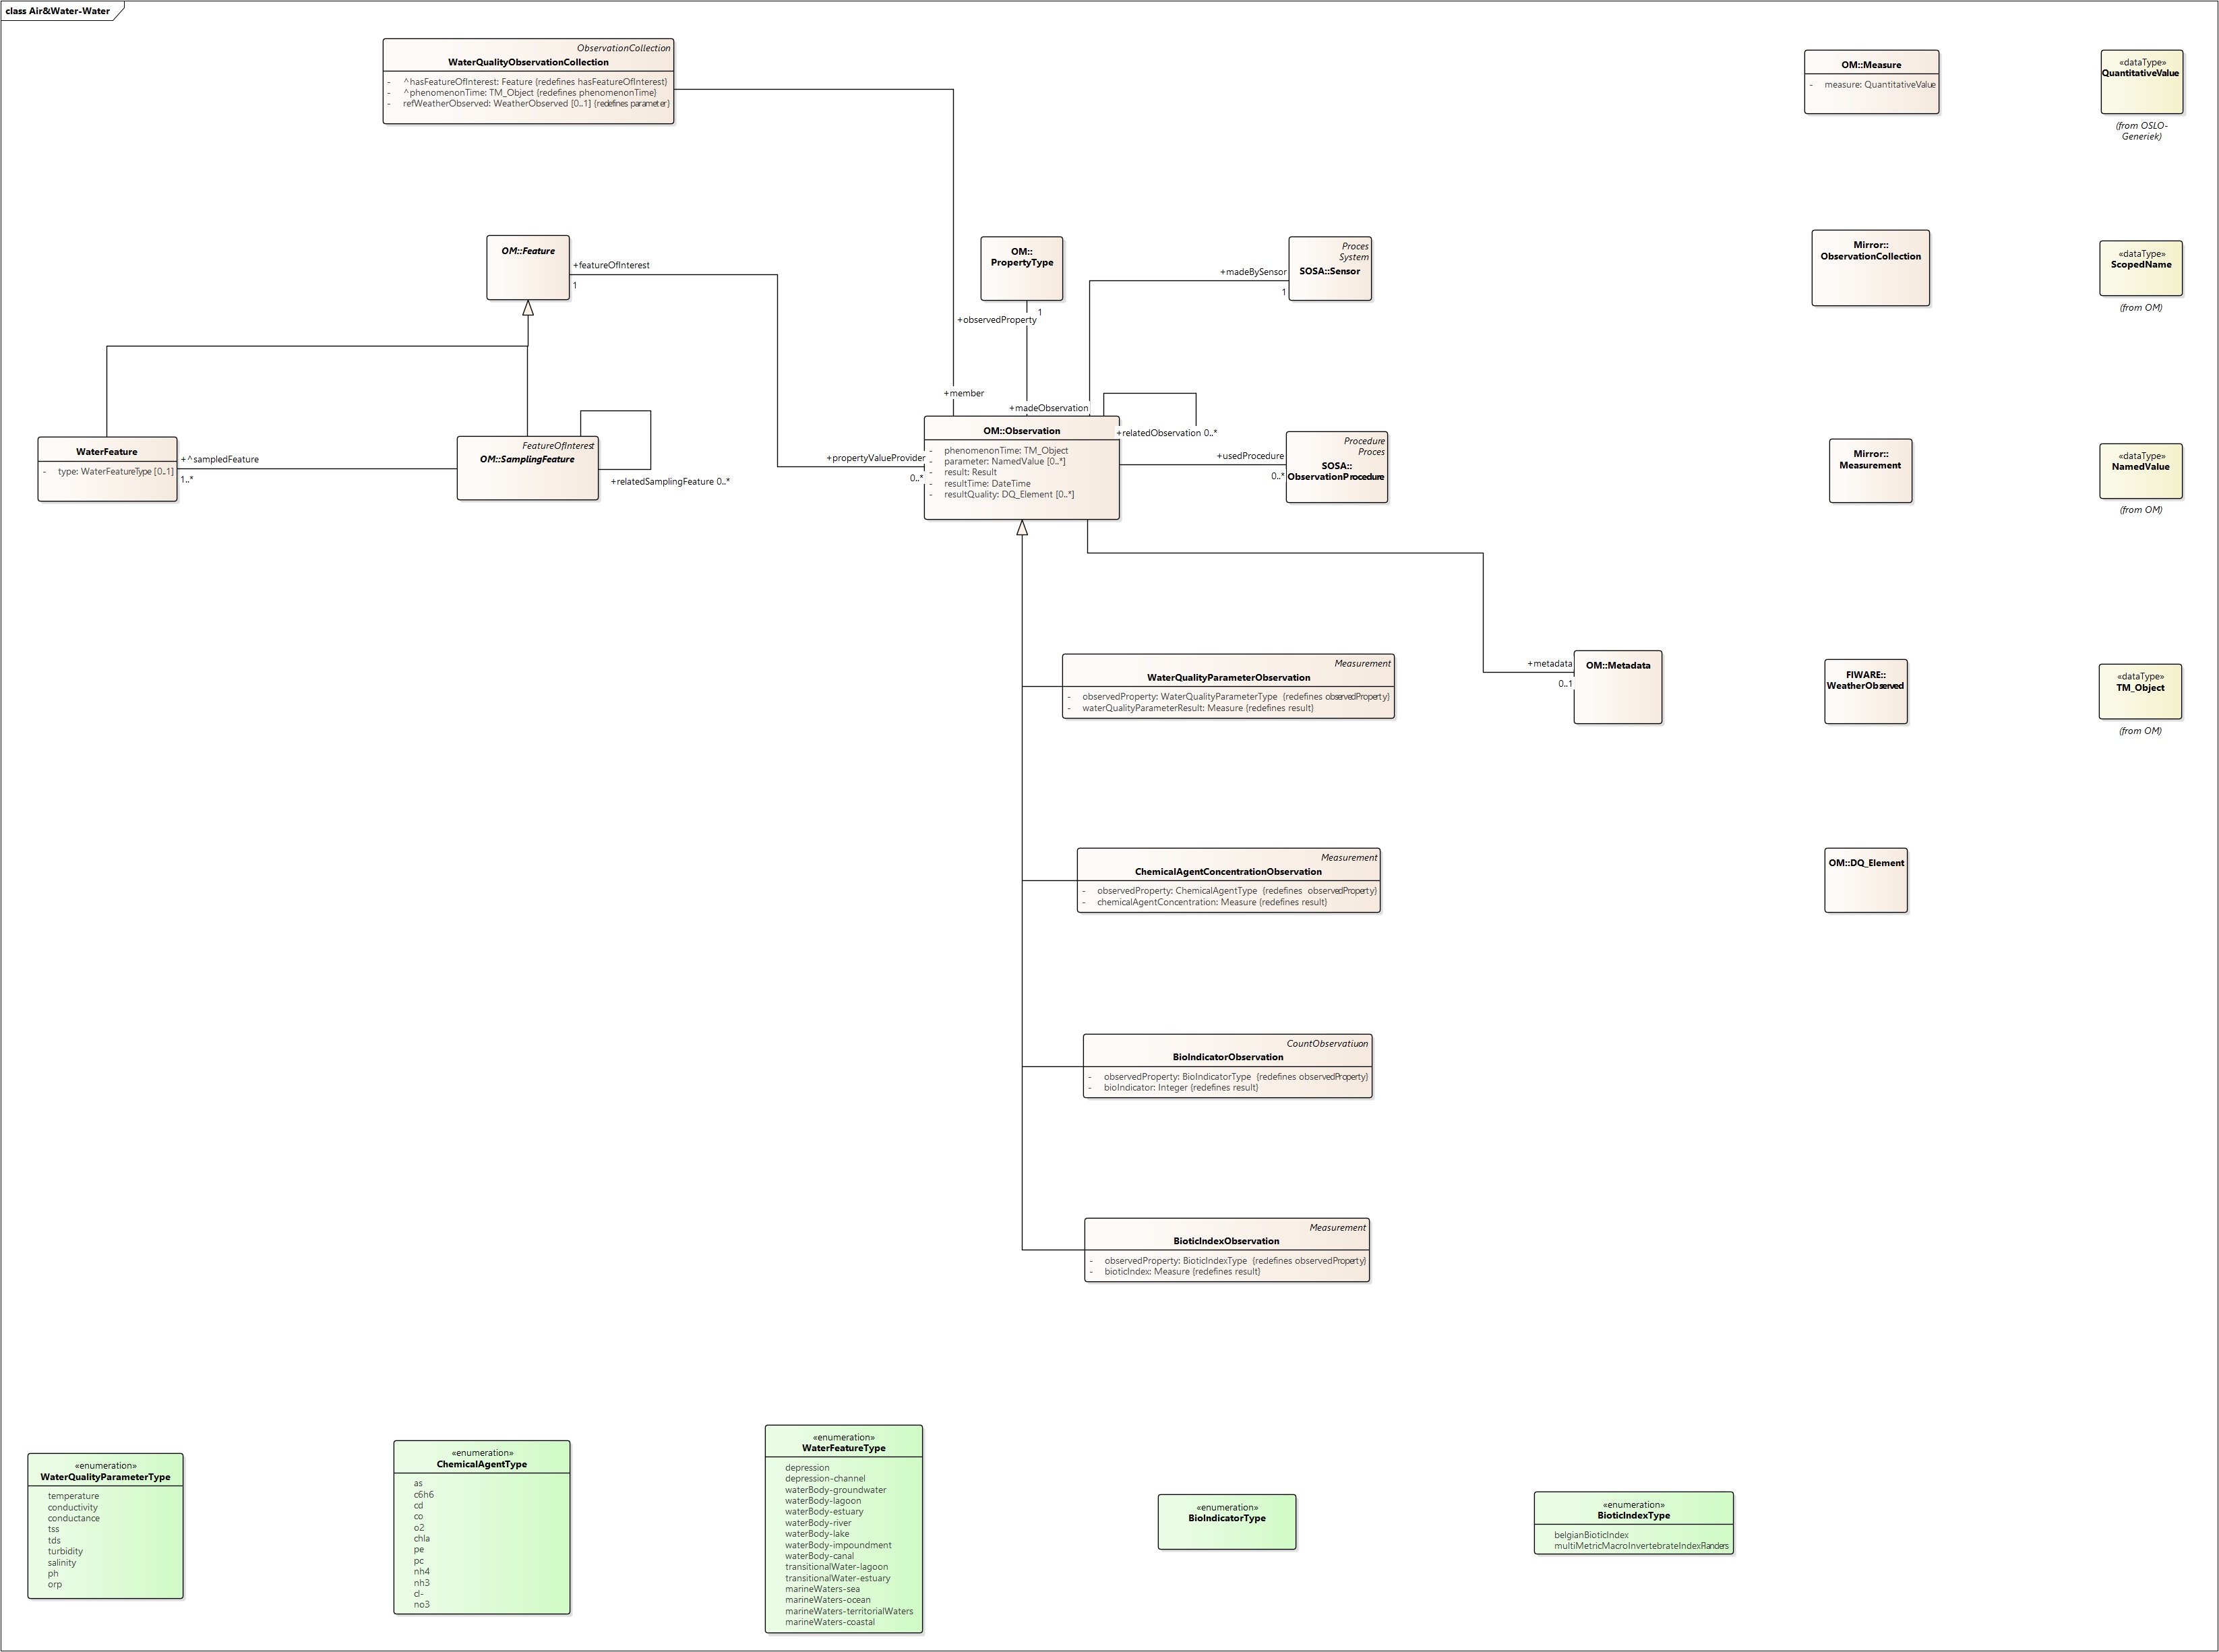 class Air&Water-Water
ObservationCollection
WaterQualityObservationCollection
- ^hasFeatureOfInterest: Feature {redefines hasFeatureOfInterest}
- ^phenomenonTime: TM_Object {redefines phenomenonTime}
- refWeatherObserved: WeatherObserved [0..1] {redefines parameter}
OM::Measure
- measure: QuantitativeValue
«dataType»
QuantitativeValue
(from OSLO-
Generiek)
OM::Feature
+featureOfInterest
1
OM::
PropertyType
+observedProperty
1
Proces
System
SOSA::Sensor
+madeBySensor
1
Mirror::
ObservationCollection
«dataType»
ScopedName
(from OM)
+member
+madeObservation
WaterFeature
- type: WaterFeatureType [0..1]
+^sampledFeature
1..*
FeatureOfInterest
OM::SamplingFeature
+relatedSamplingFeature 0..*
+propertyValueProvider
0..*
OM::Observation
- phenomenonTime: TM_Object
- parameter: NamedValue [0..*]
- result: Result
- resultTime: DateTime
- resultQuality: DQ_Element [0..*]
+relatedObservation 0..*
+usedProcedure
0..*
Procedure
Proces
SOSA::
ObservationProcedure
Mirror::
Measurement
«dataType»
NamedValue
(from OM)
Measurement
WaterQualityParameterObservation
- observedProperty: WaterQualityParameterType {redefines observedProperty}
- waterQualityParameterResult: Measure {redefines result}
+metadata
0..1
OM::Metadata
FIWARE::
WeatherObserved
«dataType»
TM_Object
(from OM)
Measurement
ChemicalAgentConcentrationObservation
- observedProperty: ChemicalAgentType {redefines observedProperty}
- chemicalAgentConcentration: Measure {redefines result}
OM::DQ_Element
CountObservatiuon
BioIndicatorObservation
- observedProperty: BioIndicatorType {redefines observedProperty}
- bioIndicator: Integer {redefines result}
Measurement
BioticIndexObservation
- observedProperty: BioticIndexType {redefines observedProperty}
- bioticIndex: Measure {redefines result}
«enumeration»
WaterQualityParameterType
temperature
conductivity
conductance
tss
tds
turbidity
salinity
ph
orp
«enumeration»
ChemicalAgentType
as
c6h6
cd
co
o2
chla
pe
pc
nh4
nh3
cl-
no3
«enumeration»
WaterFeatureType
depression
depression-channel
waterBody-groundwater
waterBody-lagoon
waterBody-estuary
waterBody-river
waterBody-lake
waterBody-impoundment
waterBody-canal
transitionalWater-lagoon
transitionalWater-estuary
marineWaters-sea
marineWaters-ocean
marineWaters-territorialWaters
marineWaters-coastal
«enumeration»
BioIndicatorType
«enumeration»
BioticIndexType
belgianBioticIndex
multiMetricMacroInvertebrateIndexFlanders